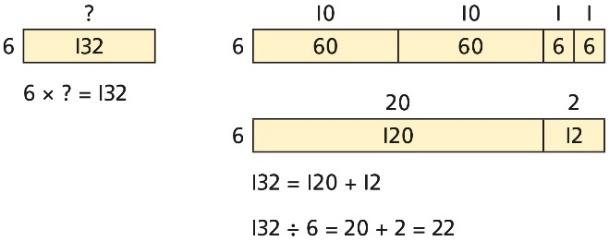 ?
6 132
6 × ? = 132
10 10 1 1
6 60 60 6 6
20 2
6 120 12
132 = 120 + 12
132 ÷ 6 = 20 + 2 = 22